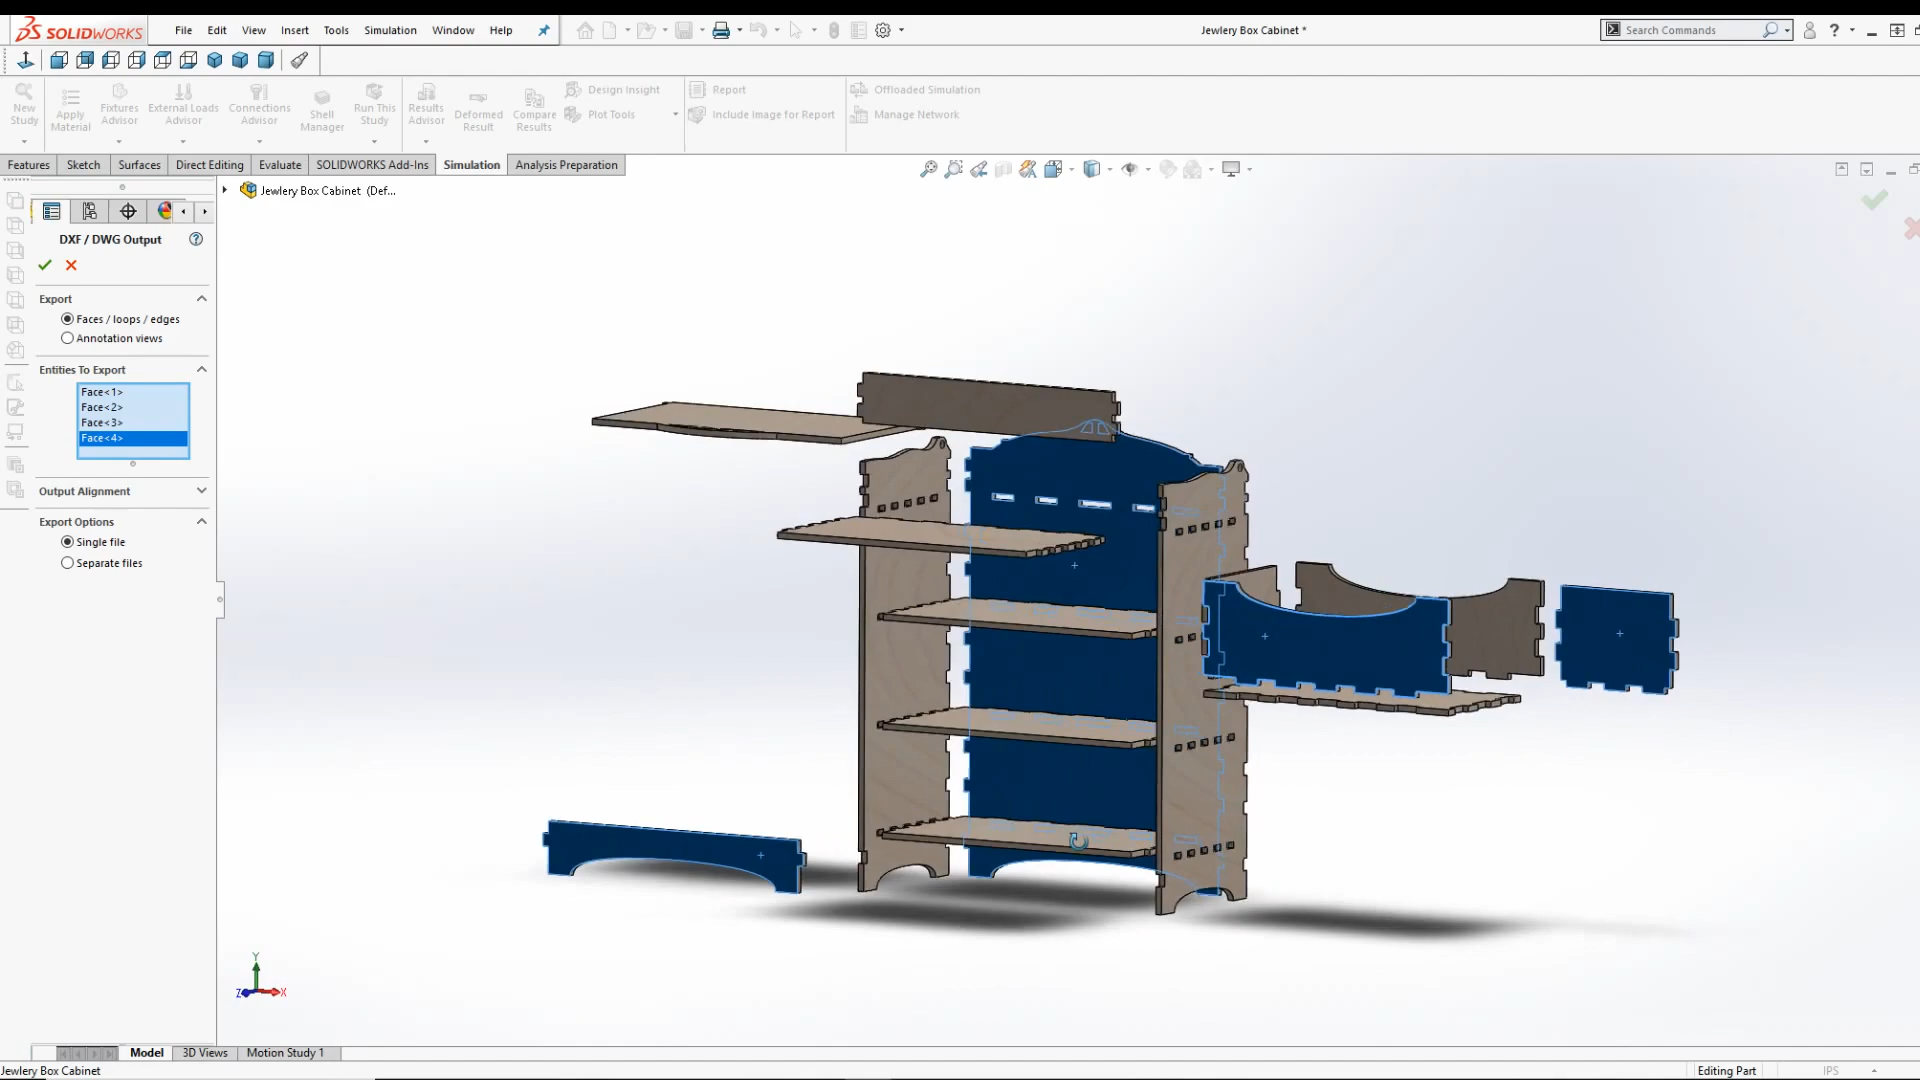 SOLIDWORKS File Edit View Insert Tools Simulation Window Help Jewlery Box Cabinet * Search Commands ?
New Study
Apply Material
Fixtures Advisor
External Loads Advisor
Connections Advisor
Shell Manager
Run This Study
Results Advisor
Deformed Result
Compare Results
Design Insight
Plot Tools
Report
Include Image for Report
Offloaded Simulation
Manage Network
Features Sketch Surfaces Direct Editing Evaluate SOLIDWORKS Add-Ins Simulation Analysis Preparation
Jewlery Box Cabinet (Def...
DXF / DWG Output ?
Export
Faces / loops / edges
Annotation views
Entities To Export
Face<1>
Face<2>
Face<3>
Face<4>
Output Alignment
Export Options
Single file
Separate files
Y
Z X
Model 3D Views Motion Study 1
Jewlery Box Cabinet Editing Part IPS